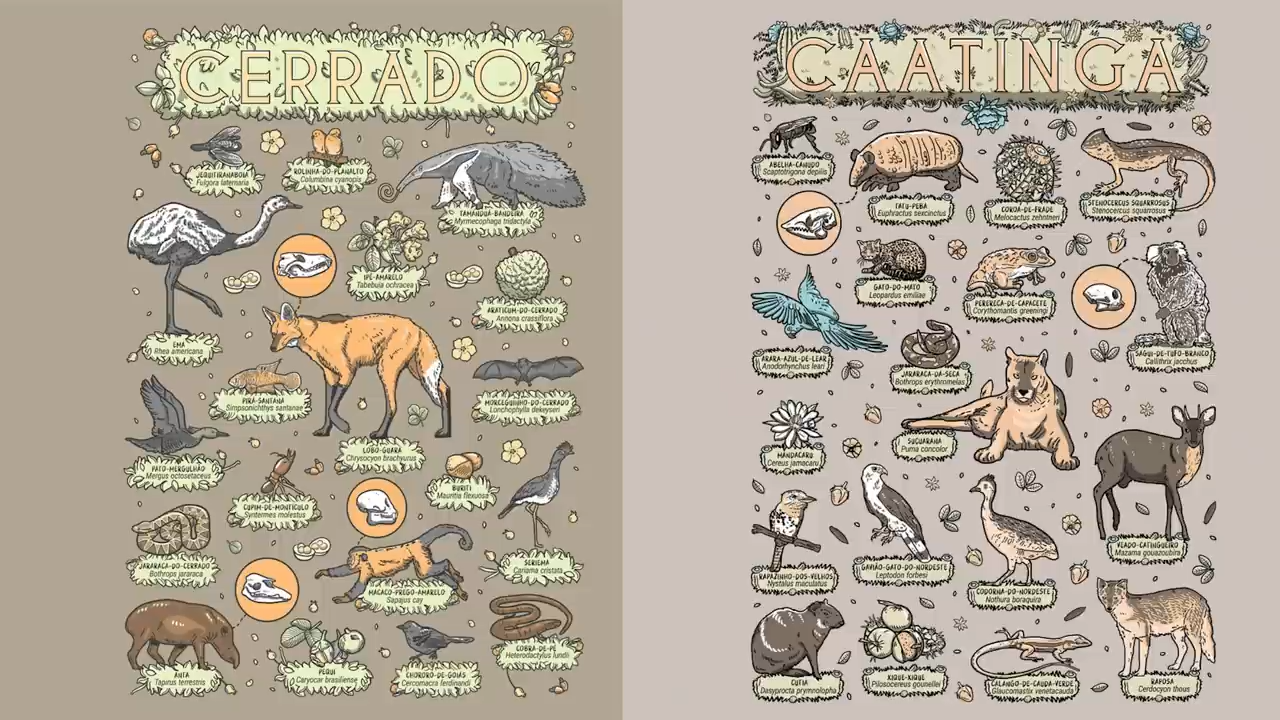 CERRADO
JEQUITIRANABOIA
Fulgora laternaria
ROLINHA-DO-PLANALTO
Columbina cyanopis
TAMANDUÁ-BANDEIRA
Myrmecophaga tridactyla
IPÊ-AMARELO
Tabebuia ochracea
ARATICUM-DO-CERRADO
Annona crassiflora
EMA
Rhea americana
PIRÁ-SANTANA
Simpsonichthys santanae
MORCEGUINHO-DO-CERRADO
Lonchophylla dekeyseri
LOBO-GUARÁ
Chrysocyon brachyurus
PATO-MERGULHÃO
Mergus octosetaceus
BURITI
Mauritia flexuosa
CUPIM-DE-MONTÍCULO
Syntermes molestus
JARARACA-DO-CERRADO
Bothrops jararaca
SERIEMA
Cariama cristata
MACACO-PREGO-AMARELO
Sapajus cay
ANTA
Tapirus terrestris
PEQUI
Caryocar brasiliense
CHORORÓ-DE-GOIÁS
Cercomacra ferdinandi
COBRA-DE-PÉ
Heterodactylus lundii
CAATINGA
ABELHA-CANUDO
Scaptotrigona depilis
TATU-PEBA
Euphractus sexcinctus
COROA-DE-FRADE
Melocactus zehntneri
STENOCERCUS SQUARROSUS
Stenocercus squarrosus
GATO-DO-MATO
Leopardus emiliae
PERERECA-DE-CAPACETE
Corythomantis greeningi
ARARA-AZUL-DE-LEAR
Anodorhynchus leari
SAGUI-DE-TUFO-BRANCO
Callithrix jacchus
JARARACA-DA-SECA
Bothrops erythromelas
MANDACARU
Cereus jamacaru
SUÇUARANA
Puma concolor
RAPAZINHO-DOS-VELHOS
Nystalus maculatus
GAVIÃO-GATO-DO-NORDESTE
Leptodon forbesi
CODORNA-DO-NORDESTE
Nothura boraquira
VEADO-CATINGUEIRO
Mazama gouazoubira
CUTIA
Dasyprocta prymnolopha
XIQUE-XIQUE
Pilosocereus gounellei
CALANGO-DE-CAUDA-VERDE
Glaucomastix venetacauda
RAPOSA
Cerdocyon thous